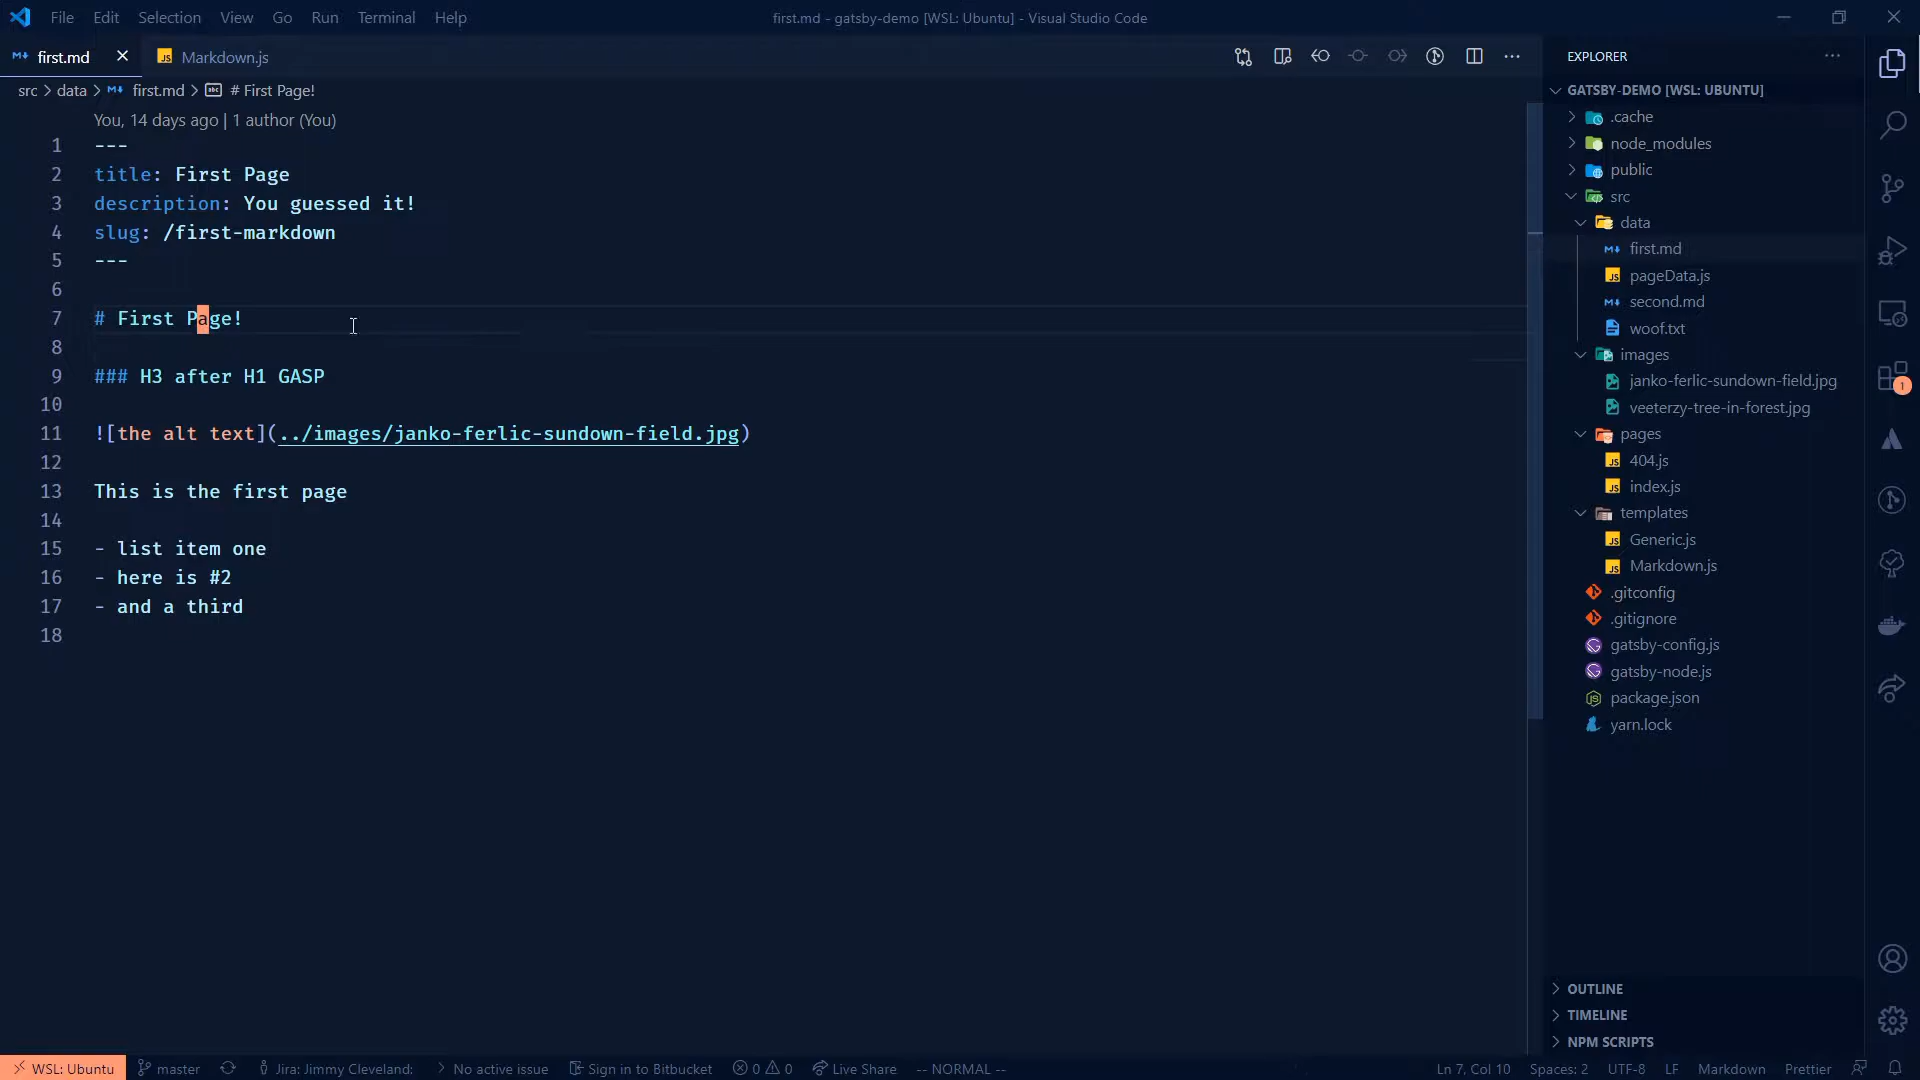 File Edit Selection View Go Run Terminal Help
first.md - gatsby-demo [WSL: Ubuntu] - Visual Studio Code
first.md
Markdown.js
src > data > first.md > # First Page!
You, 14 days ago | 1 author (You)
1 ---
2 title: First Page
3 description: You guessed it!
4 slug: /first-markdown
5 ---
6
7 # First Page!
8
9 ### H3 after H1 GASP
10
11 ![the alt text](../images/janko-ferlic-sundown-field.jpg)
12
13 This is the first page
14
15 - list item one
16 - here is #2
17 - and a third
18
EXPLORER
GATSBY-DEMO [WSL: UBUNTU]
.cache
node_modules
public
src
data
first.md
pageData.js
second.md
woof.txt
images
janko-ferlic-sundown-field.jpg
veeterzy-tree-in-forest.jpg
pages
404.js
index.js
templates
Generic.js
Markdown.js
.gitconfig
.gitignore
gatsby-config.js
gatsby-node.js
package.json
yarn.lock
OUTLINE
TIMELINE
NPM SCRIPTS
1
WSL: Ubuntu master Jira: Jimmy Cleveland: No active issue Sign in to Bitbucket 0 0 Live Share -- NORMAL -- Ln 7, Col 10 Spaces: 2 UTF-8 LF Markdown Prettier